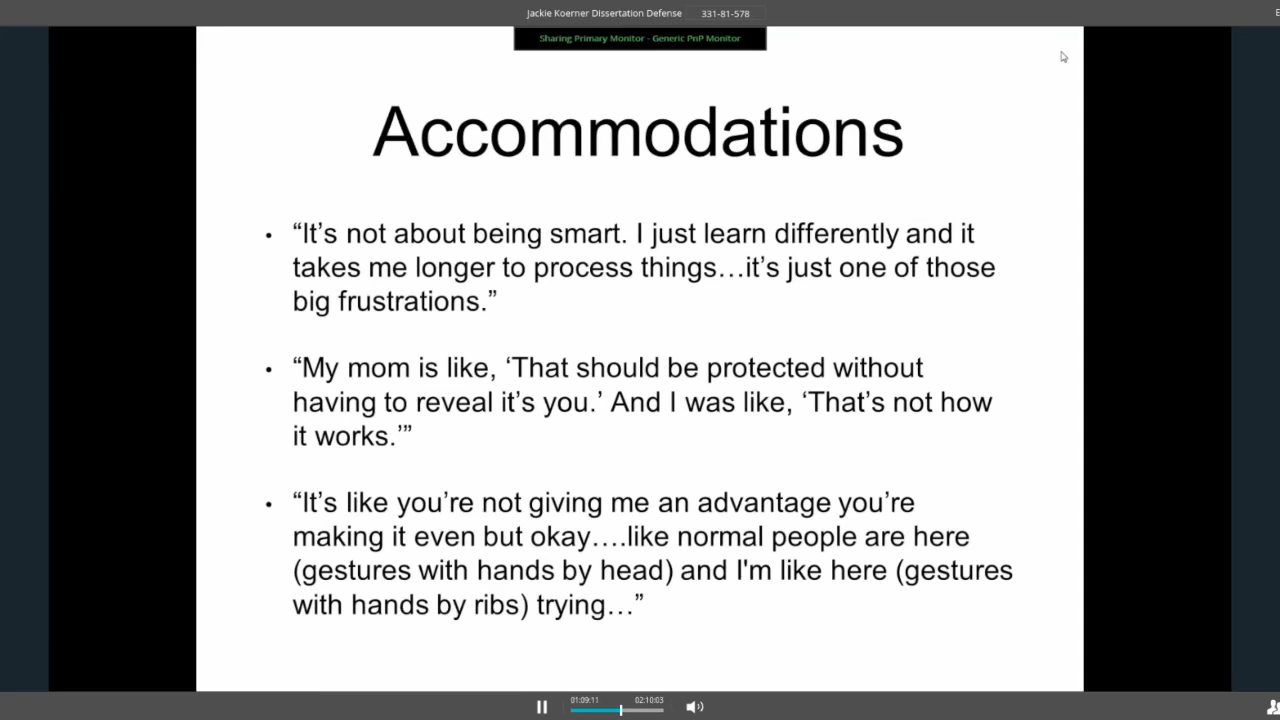 Jackie Koerner Dissertation Defense 331-81-578
Sharing Primary Monitor - Generic PnP Monitor
Accommodations
• “It’s not about being smart. I just learn differently and it
takes me longer to process things…it’s just one of those
big frustrations.”
• “My mom is like, ‘That should be protected without
having to reveal it’s you.’ And I was like, ‘That’s not how
it works.’”
• “It’s like you’re not giving me an advantage you’re
making it even but okay….like normal people are here
(gestures with hands by head) and I'm like here (gestures
with hands by ribs) trying…”
01:09:11 02:10:03